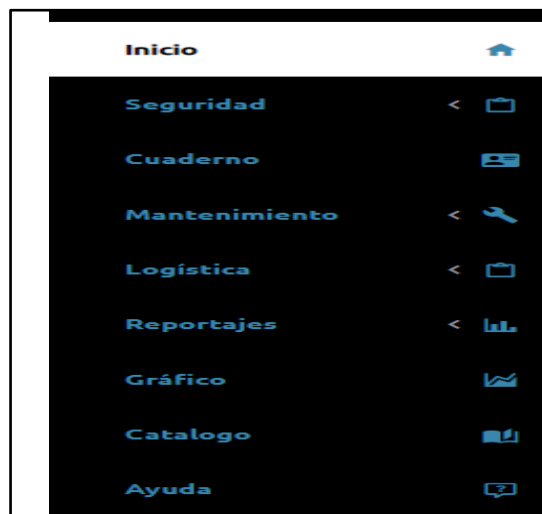 Inicio
Seguridad <
Cuaderno
Mantenimiento <
Logística <
Reportajes <
Gráfico
Catalogo
Ayuda